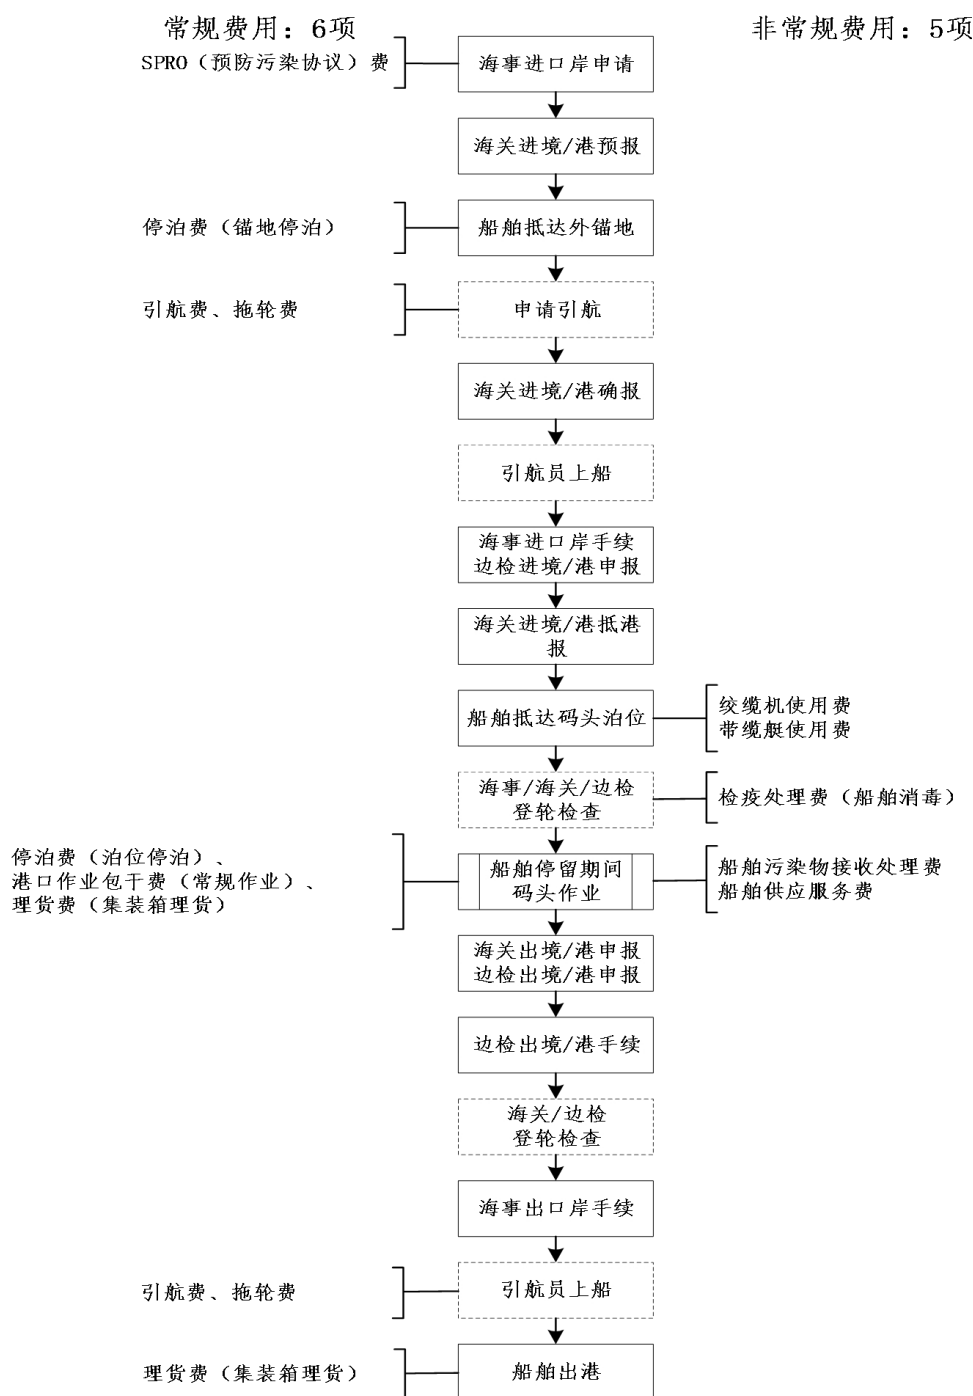 常规费用：6项
非常规费用：5项
SPRO（预防污染协议）费
海事进口岸申请
海关进境/港预报
停泊费（锚地停泊）
船舶抵达外锚地
引航费、拖轮费
申请引航
海关进境/港确报
引航员上船
海事进口岸手续
边检进境/港申报
海关进境/港抵港
报
船舶抵达码头泊位
绞缆机使用费
带缆艇使用费
海事/海关/边检
登轮检查
检疫处理费（船舶消毒）
停泊费（泊位停泊）、
港口作业包干费（常规作业）、
理货费（集装箱理货）
船舶停留期间
码头作业
船舶污染物接收处理费
船舶供应服务费
海关出境/港申报
边检出境/港申报
边检出境/港手续
海关/边检
登轮检查
海事出口岸手续
引航费、拖轮费
引航员上船
理货费（集装箱理货）
船舶出港